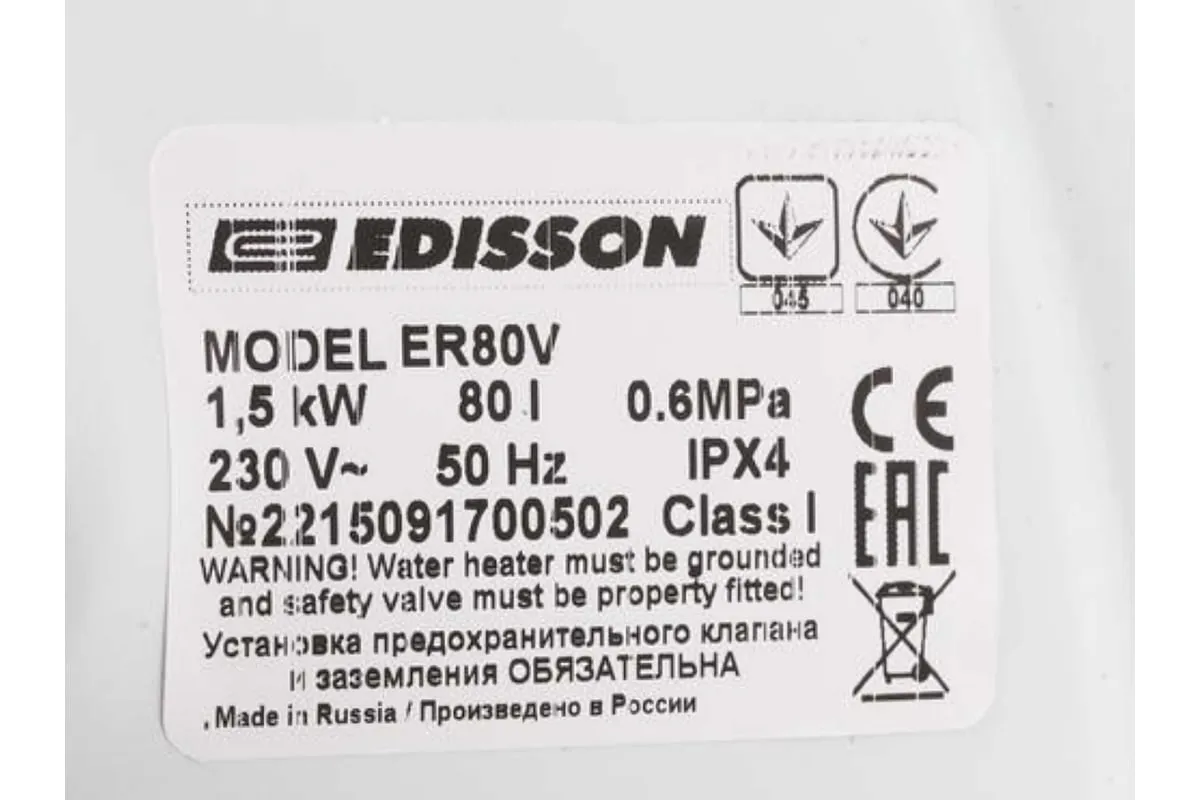 EDISSON
045 040
MODEL ER80V
1,5 kW 80 l 0.6MPa
230 V~ 50 Hz IPX4
№2215091700502 Class I
WARNING! Water heater must be grounded
and safety valve must be property fitted!
Установка предохранительного клапана
и заземления ОБЯЗАТЕЛЬНА
Made in Russia / Произведено в России
CE
EAC